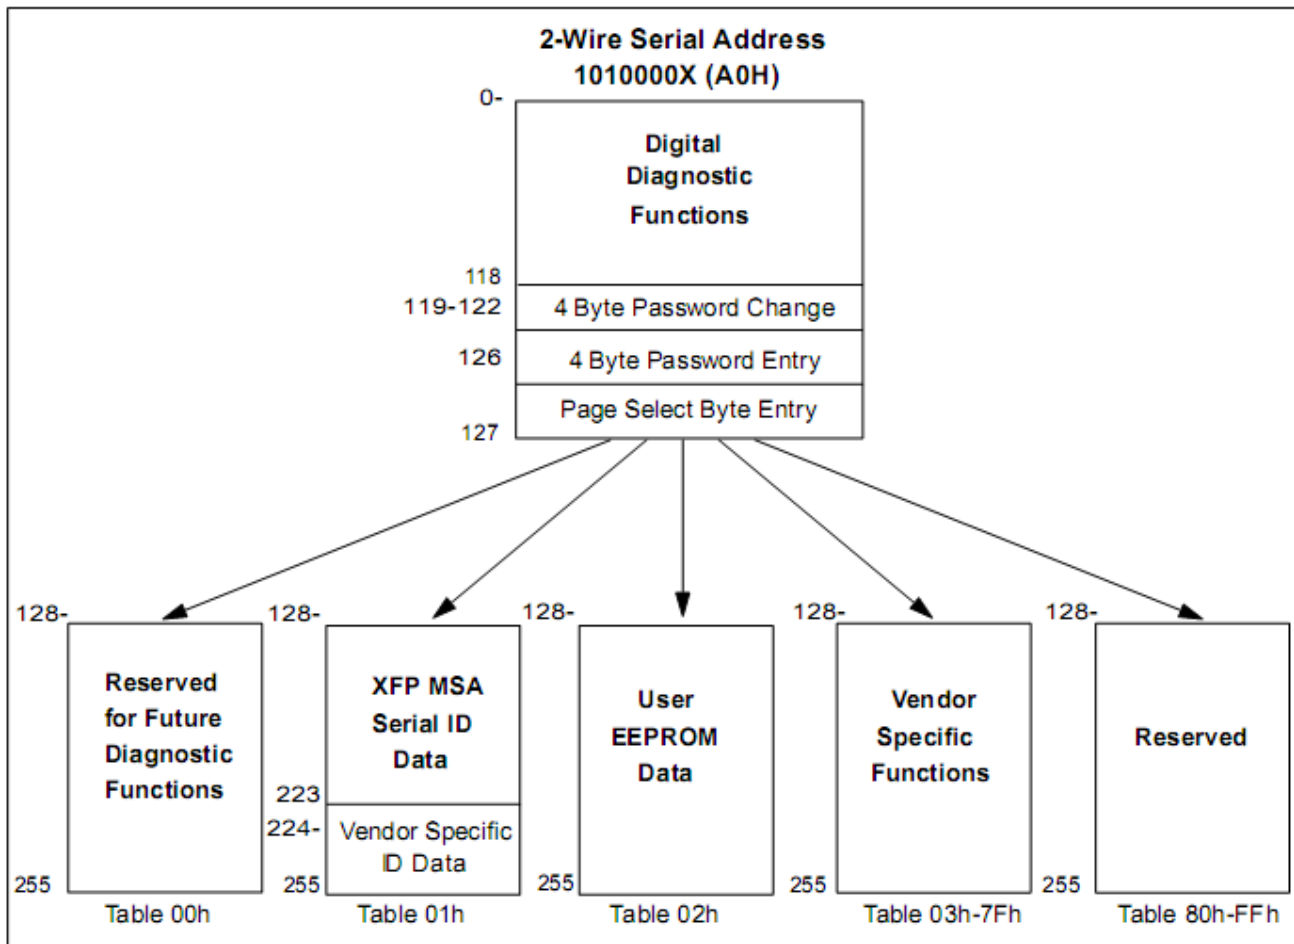 2-Wire Serial Address
1010000X (A0H)
0-
Digital
Diagnostic
Functions
118
119-122
4 Byte Password Change
126
4 Byte Password Entry
Page Select Byte Entry
127
128-
Reserved
for Future
Diagnostic
Functions
255
Table 00h
128-
XFP MSA
Serial ID
Data
223
224-
Vendor Specific
ID Data
255
Table 01h
128-
User
EEPROM
Data
255
Table 02h
128-
Vendor
Specific
Functions
255
Table 03h-7Fh
128-
Reserved
255
Table 80h-FFh